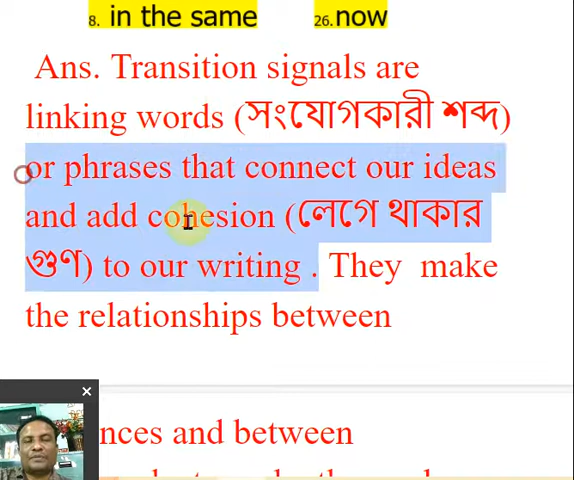 8. in the same 26. now
Ans. Transition signals are
linking words (সংযোগকারী শব্দ)
or phrases that connect our ideas
and add cohesion (লেগে থাকার
গুণ) to our writing . They make
the relationships between
nces and between